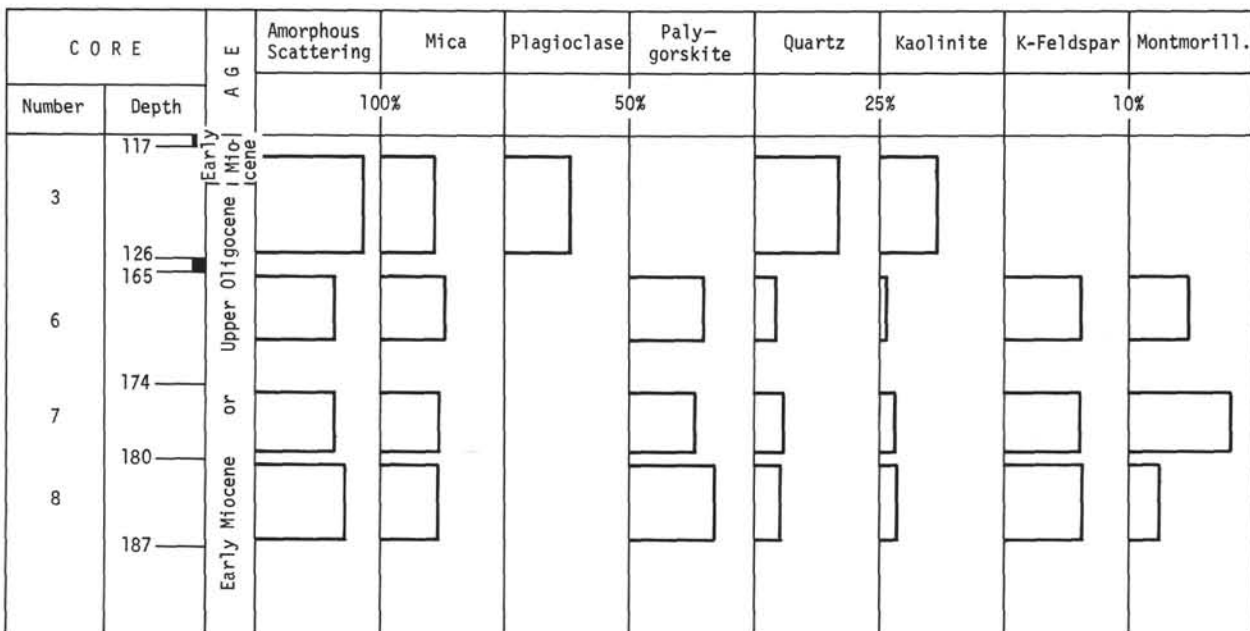 CORE
AGE
Amorphous Scattering
Mica
Plagioclase
Paly-
gorskite
Quartz
Kaolinite
K-Feldspar
Montmorill.
Number
Depth
100%
50%
25%
10%
117
Early
Mio-
cene
3
126
165
6
174
7
180
8
187
Early Miocene or Upper Oligocene